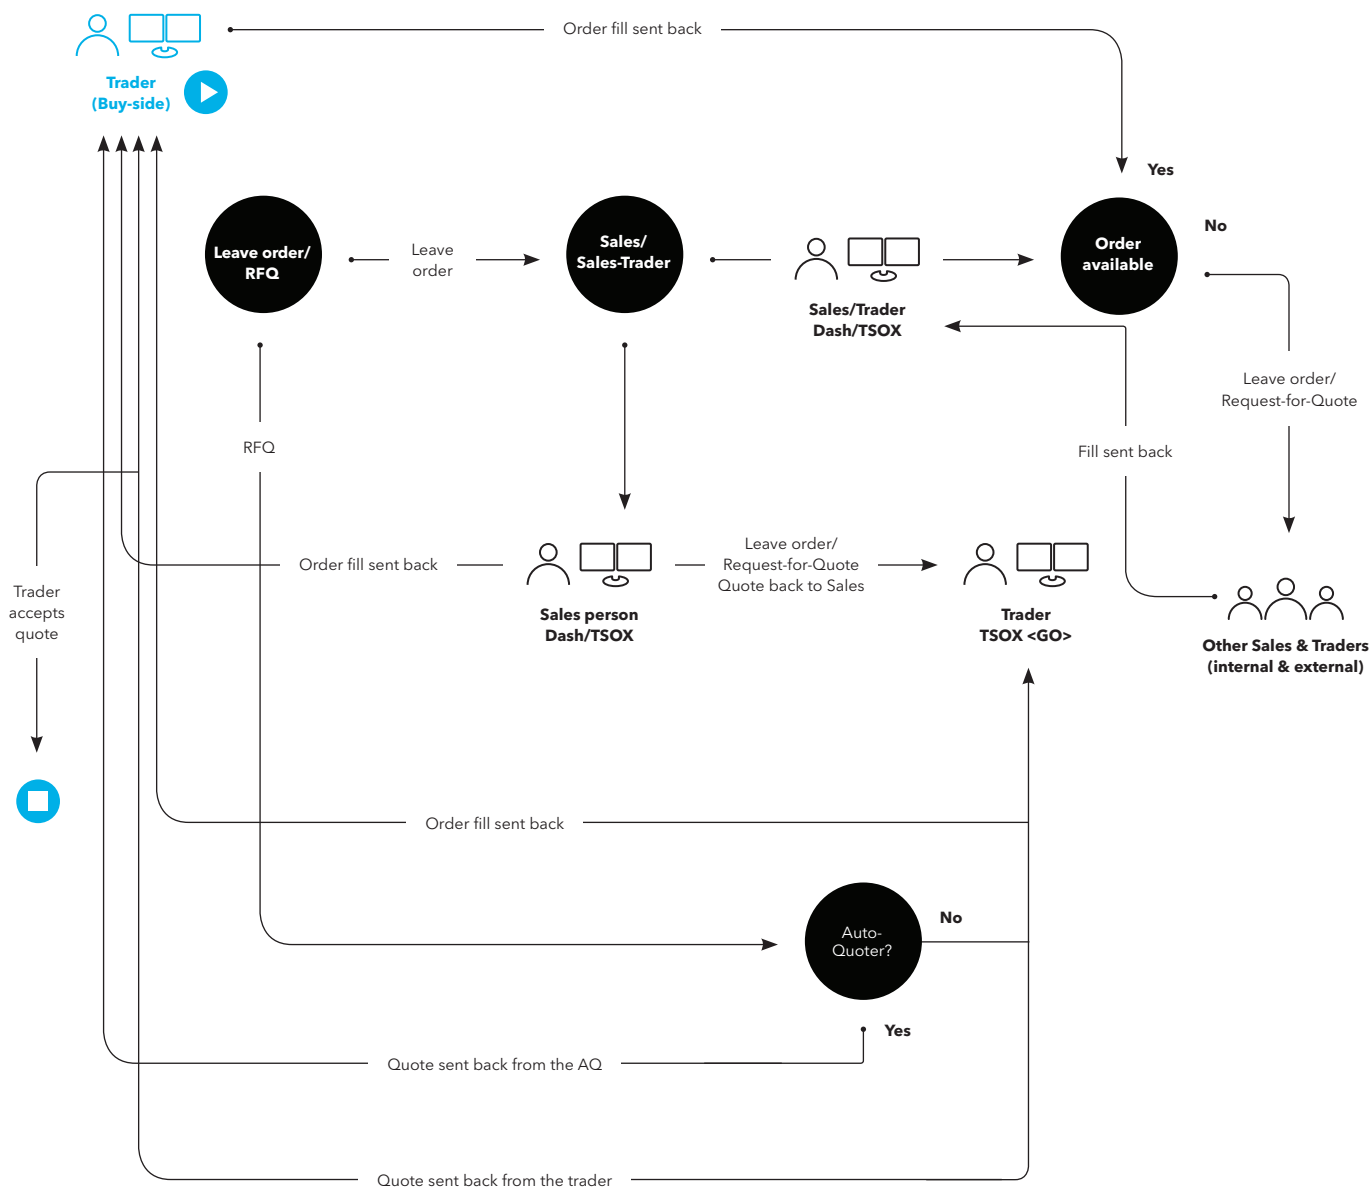 Order fill sent back
Trader
(Buy-side)
Yes
No
Leave order/
RFQ
Leave
order
Sales/
Sales-Trader
Order
available
Sales/Trader
Dash/TSOX
Leave order/
Request-for-Quote
RFQ
Fill sent back
Trader
accepts
quote
Order fill sent back
Sales person
Dash/TSOX
Leave order/
Request-for-Quote
Quote back to Sales
Trader
TSOX <GO>
Other Sales & Traders
(internal & external)
Order fill sent back
Auto-
Quoter?
No
Yes
Quote sent back from the AQ
Quote sent back from the trader